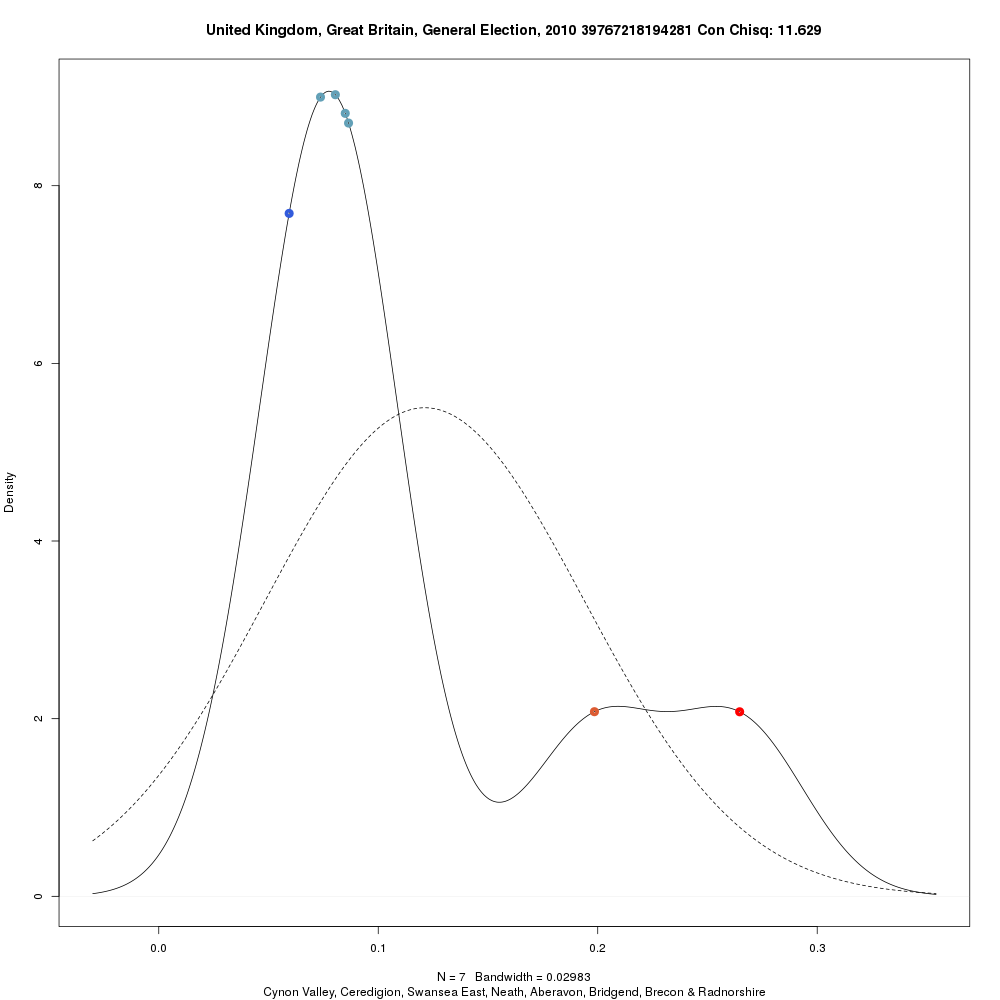 United Kingdom, Great Britain, General Election, 2010 39767218194281 Con Chisq: 11.629
Density
8
6
4
2
0
0.0 0.1 0.2 0.3
N = 7 Bandwidth = 0.02983
Cynon Valley, Ceredigion, Swansea East, Neath, Aberavon, Bridgend, Brecon & Radnorshire